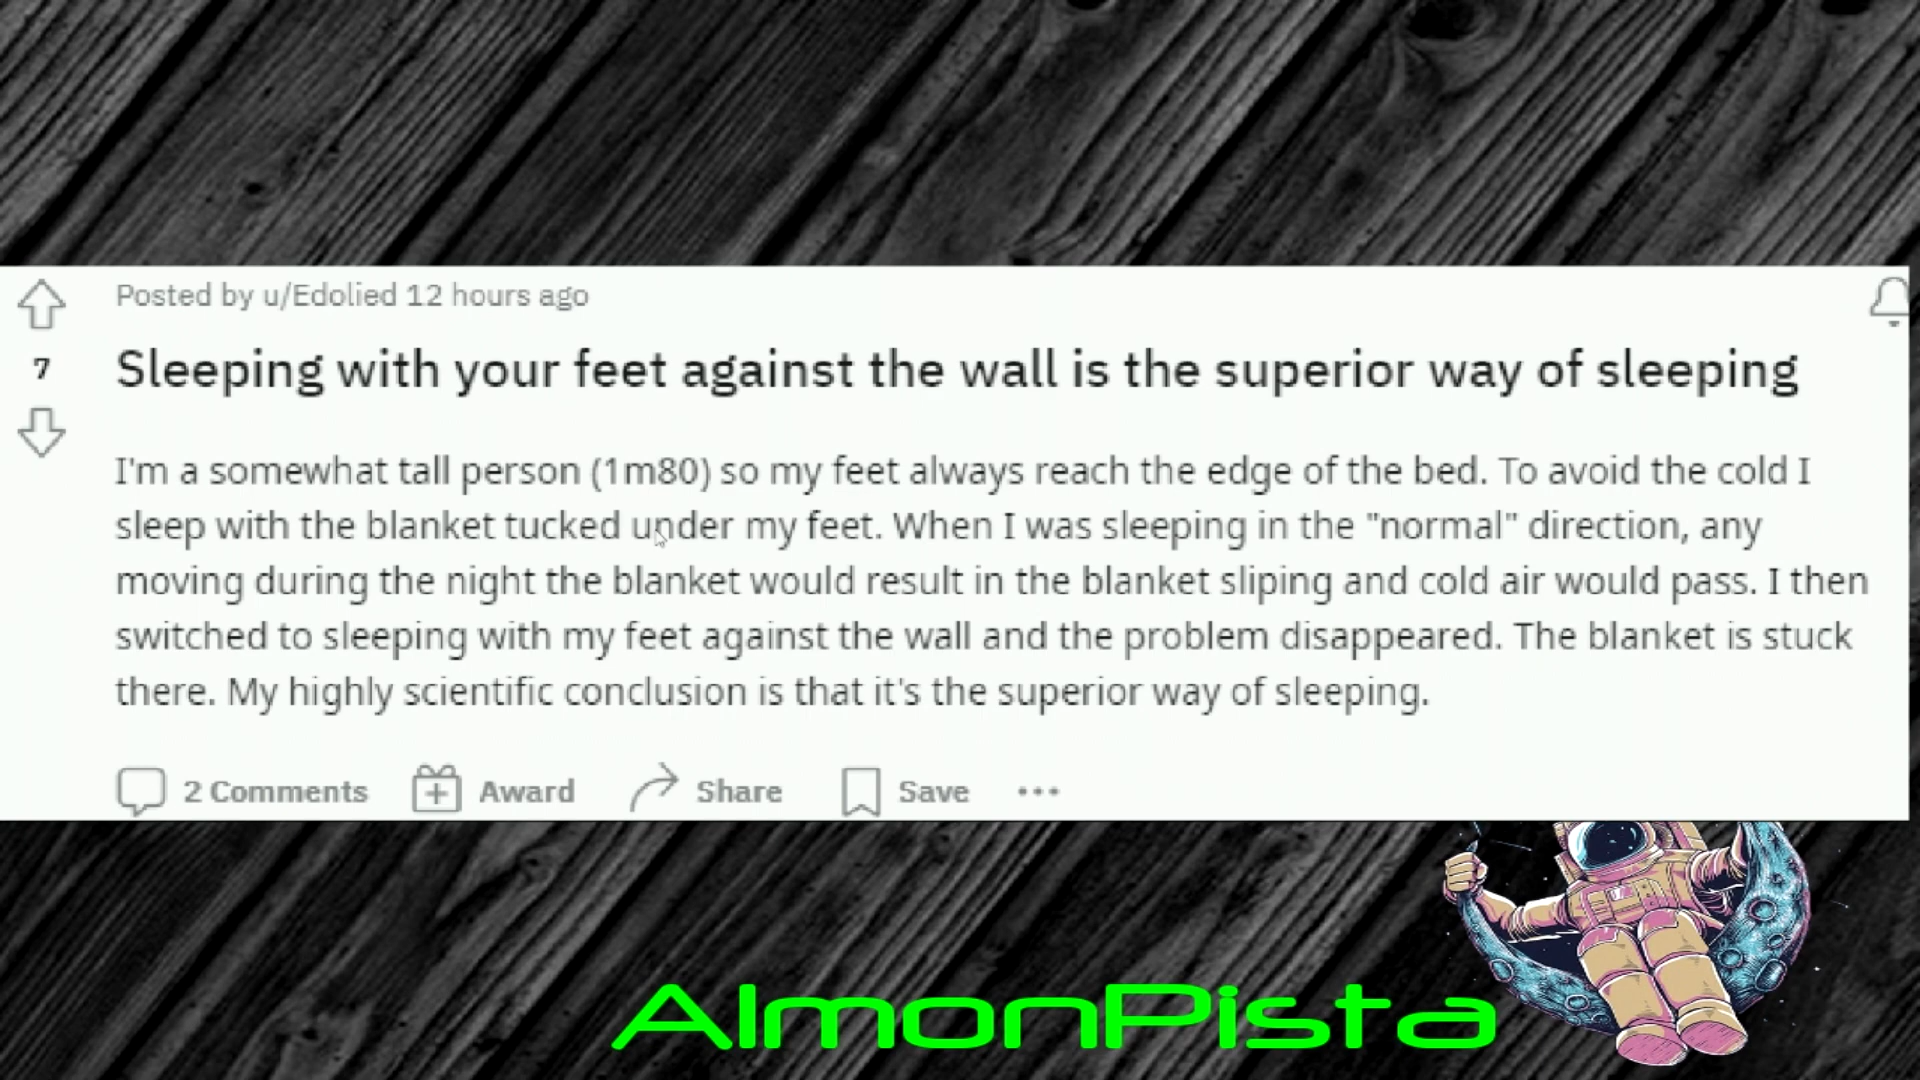 Posted by u/Edolied 12 hours ago
7
Sleeping with your feet against the wall is the superior way of sleeping
I'm a somewhat tall person (1m80) so my feet always reach the edge of the bed. To avoid the cold I
sleep with the blanket tucked under my feet. When I was sleeping in the "normal" direction, any
moving during the night the blanket would result in the blanket sliping and cold air would pass. I then
switched to sleeping with my feet against the wall and the problem disappeared. The blanket is stuck
there. My highly scientific conclusion is that it's the superior way of sleeping.
2 Comments Award Share Save
AlmonPista